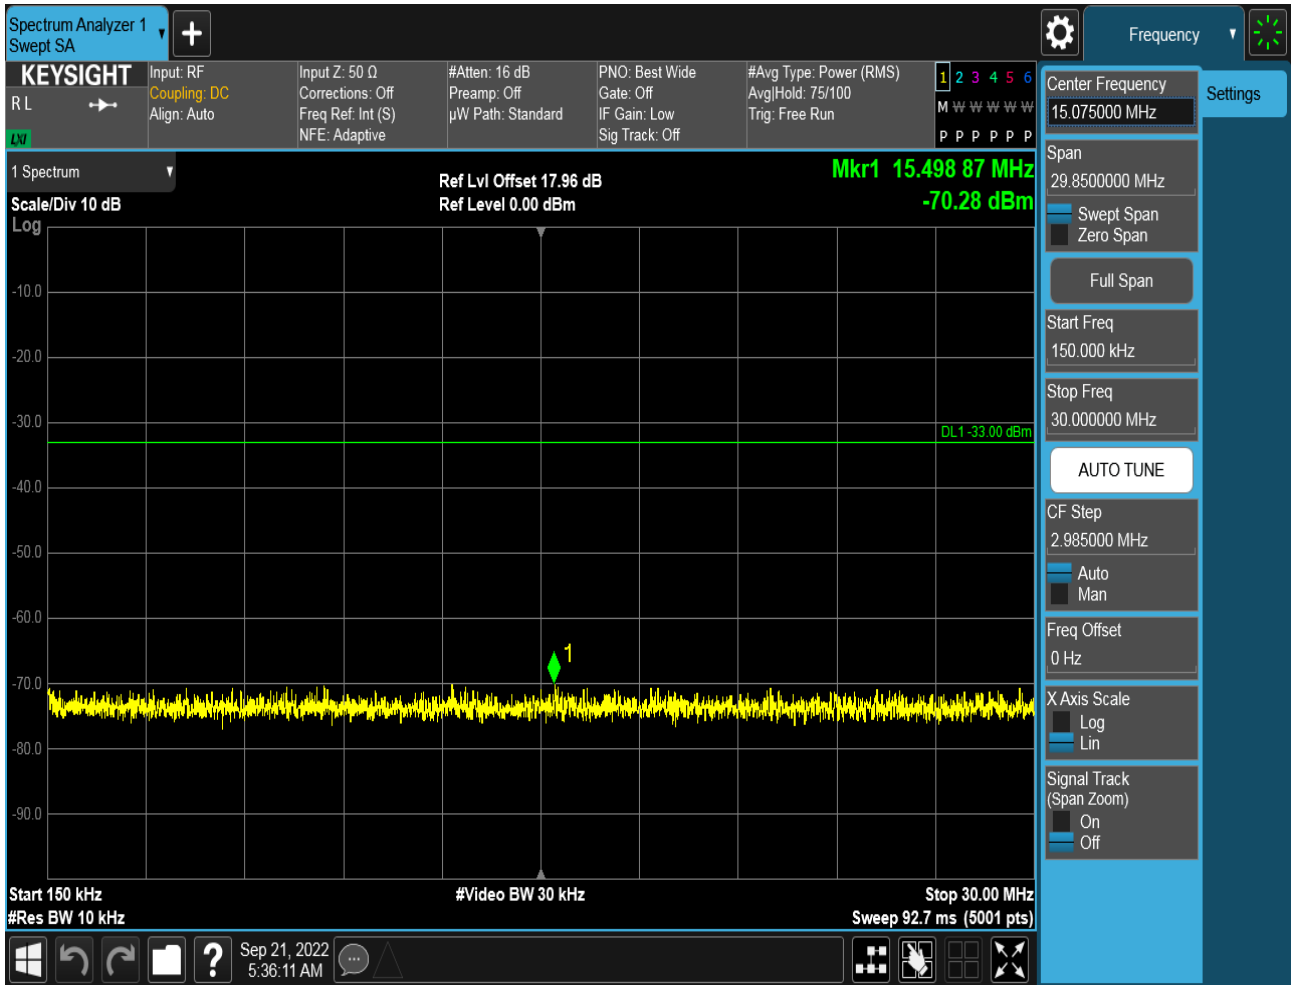 Spectrum Analyzer 1
Swept SA
Frequency
KEYSIGHT
R L
LXI
Input: RF
Coupling: DC
Align: Auto
Input Z: 50 Ω
Corrections: Off
Freq Ref: Int (S)
NFE: Adaptive
#Atten: 16 dB
Preamp: Off
µW Path: Standard
PNO: Best Wide
Gate: Off
IF Gain: Low
Sig Track: Off
#Avg Type: Power (RMS)
Avg|Hold: 75/100
Trig: Free Run
1 2 3 4 5 6
M W W W W W
P P P P P P
1 Spectrum
Scale/Div 10 dB
Log
Ref Lvl Offset 17.96 dB
Ref Level 0.00 dBm
Mkr1 15.498 87 MHz
-70.28 dBm
-10.0
-20.0
-30.0
DL1 -33.00 dBm
-40.0
-50.0
-60.0
1
-70.0
-80.0
-90.0
Start 150 kHz
#Video BW 30 kHz
Stop 30.00 MHz
#Res BW 10 kHz
Sweep 92.7 ms (5001 pts)
?
Sep 21, 2022
5:36:11 AM
Center Frequency
15.075000 MHz
Settings
Span
29.8500000 MHz
Swept Span
Zero Span
Full Span
Start Freq
150.000 kHz
Stop Freq
30.000000 MHz
AUTO TUNE
CF Step
2.985000 MHz
Auto
Man
Freq Offset
0 Hz
X Axis Scale
Log
Lin
Signal Track
(Span Zoom)
On
Off